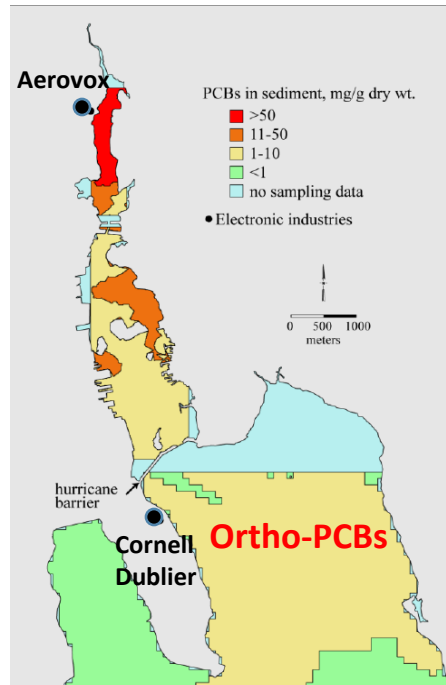 Aerovox
PCBs in sediment, mg/g dry wt.
>50
11-50
1-10
<1
no sampling data
Electronic industries
0 500 1000
meters
hurricane
barrier
Ortho-PCBs
Cornell
Dublier